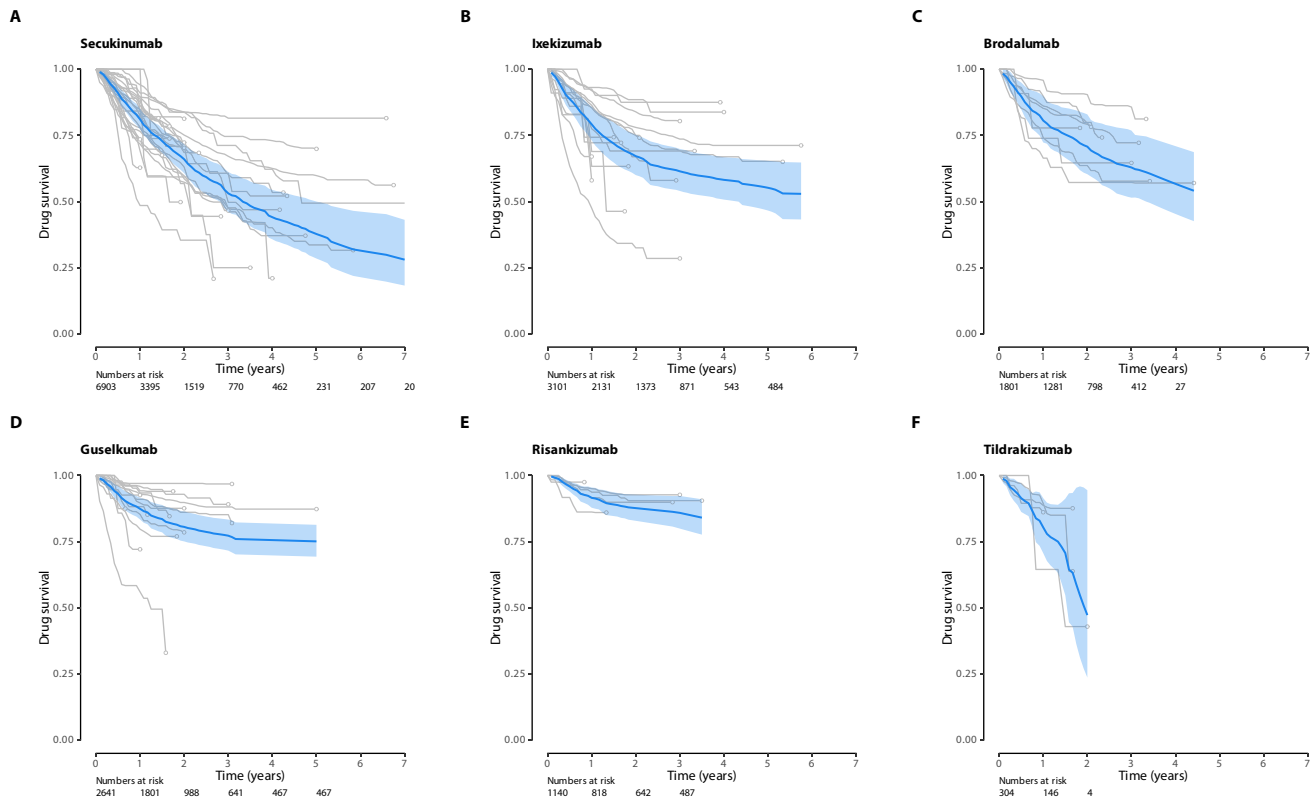 A
Secukinumab
1.00
0.75
0.50
0.25
0.00
Drug survival
0 1 2 3 4 5 6 7
Time (years)
Numbers at risk
6903 3395 1519 770 462 231 207 20
B
Ixekizumab
1.00
0.75
0.50
0.25
0.00
Drug survival
0 1 2 3 4 5 6 7
Time (years)
Numbers at risk
3101 2131 1373 871 543 484
C
Brodalumab
1.00
0.75
0.50
0.25
0.00
Drug survival
0 1 2 3 4 5 6 7
Time (years)
Numbers at risk
1801 1281 798 412 27
D
Guselkumab
1.00
0.75
0.50
0.25
0.00
Drug survival
0 1 2 3 4 5 6 7
Time (years)
Numbers at risk
2641 1801 988 641 467 467
E
Risankizumab
1.00
0.75
0.50
0.25
0.00
Drug survival
0 1 2 3 4 5 6 7
Time (years)
Numbers at risk
1140 818 642 487
F
Tildrakizumab
1.00
0.75
0.50
0.25
0.00
Drug survival
0 1 2 3 4 5 6 7
Time (years)
Numbers at risk
304 146 4